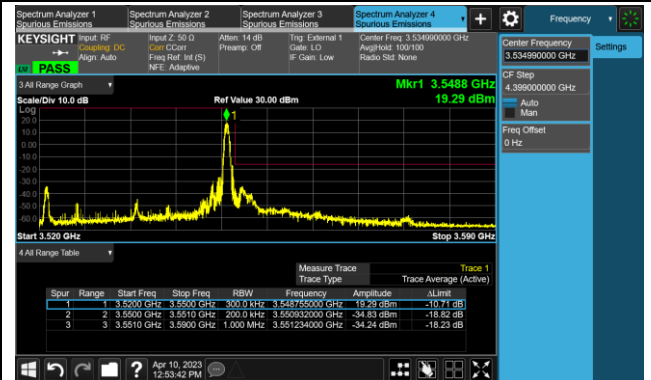 Spectrum Analyzer 1 Spectrum Analyzer 2 Spectrum Analyzer 3 Spectrum Analyzer 4 Frequency
Spurious Emissions Spurious Emissions Spurious Emissions Spurious Emissions
KEYSIGHT Input: RF Input Z: 50 Ω Atten: 14 dB Trig: External 1 Center Freq: 3.534990000 GHz
Coupling: DC Corr CCorr Preamp: Off Gate: LO Avg|Hold: 100/100
Align: Auto Freq Ref: Int (S) IF Gain: Low Radio Std: None
NFE: Adaptive
PASS
Center Frequency
3.534990000 GHz
Settings
CF Step
4.399000000 GHz
Auto
Man
Freq Offset
0 Hz
3 All Range Graph Mkr1 3.5488 GHz
Scale/Div 10.0 dB Ref Value 30.00 dBm 19.29 dBm
Log
1
20.0
10.0
0.00
-10.0
-20.0
-30.0
-40.0
-50.0
-60.0
Start 3.520 GHz Stop 3.590 GHz
4 All Range Table
Measure Trace Trace 1
Trace Type Trace Average (Active)
Spur Range Start Freq Stop Freq RBW Frequency Amplitude ΔLimit
1 1 3.5200 GHz 3.5500 GHz 300.0 kHz 3.548755000 GHz 19.29 dBm -10.71 dB
2 2 3.5500 GHz 3.5510 GHz 200.0 kHz 3.550932000 GHz -34.83 dBm -18.82 dB
3 3 3.5510 GHz 3.5900 GHz 1.000 MHz 3.551234000 GHz -34.24 dBm -18.23 dB
Apr 10, 2023
12:53:42 PM